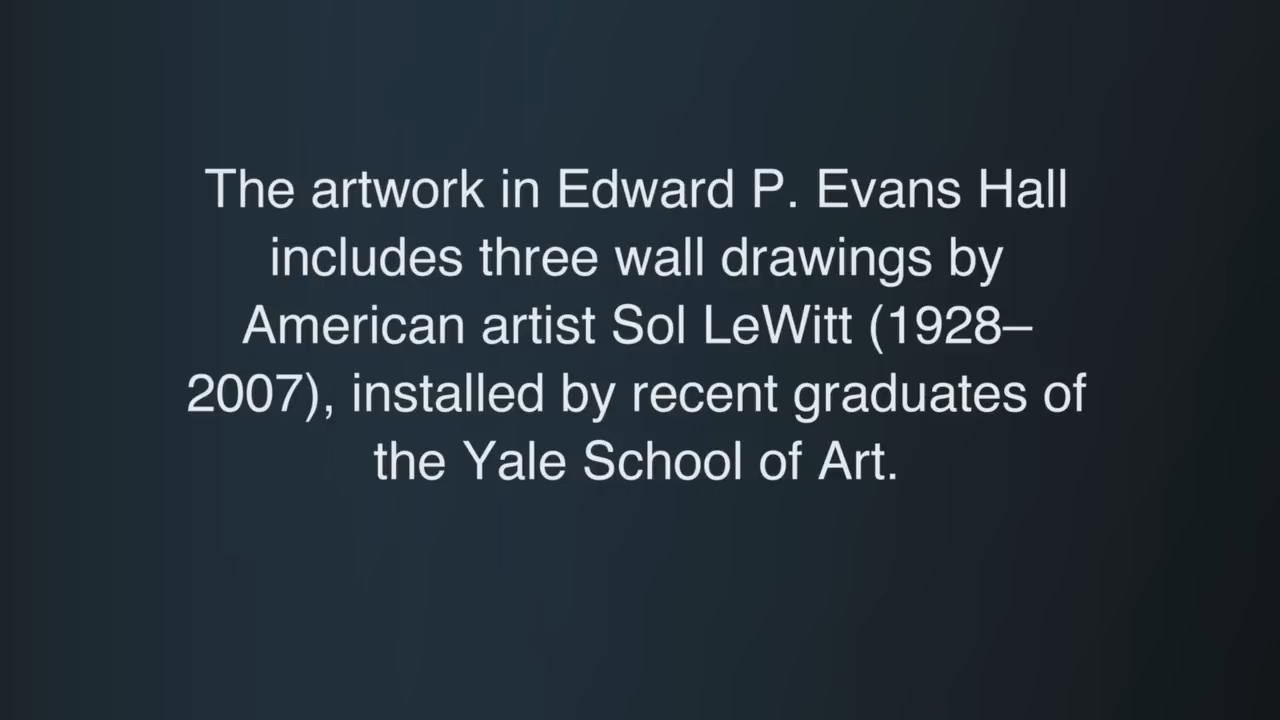 The artwork in Edward P. Evans Hall
includes three wall drawings by
American artist Sol LeWitt (1928–
2007), installed by recent graduates of
the Yale School of Art.